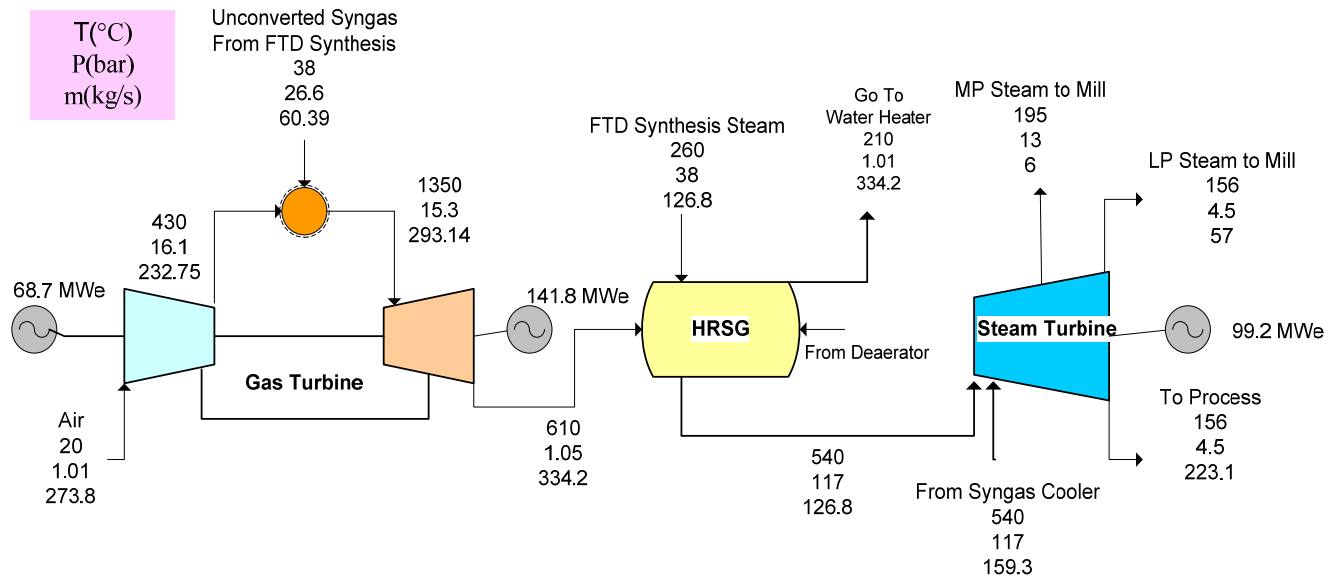 T(°C)
P(bar)
m(kg/s)
Unconverted Syngas
From FTD Synthesis
38
26.6
60.39
430
16.1
232.75
1350
15.3
293.14
FTD Synthesis Steam
260
38
126.8
Go To
Water Heater
210
1.01
334.2
MP Steam to Mill
195
13
6
LP Steam to Mill
156
4.5
57
68.7 MWe
141.8 MWe
Gas Turbine
HRSG
From Deaerator
Steam Turbine
99.2 MWe
Air
20
1.01
273.8
610
1.05
334.2
540
117
126.8
From Syngas Cooler
540
117
159.3
To Process
156
4.5
223.1